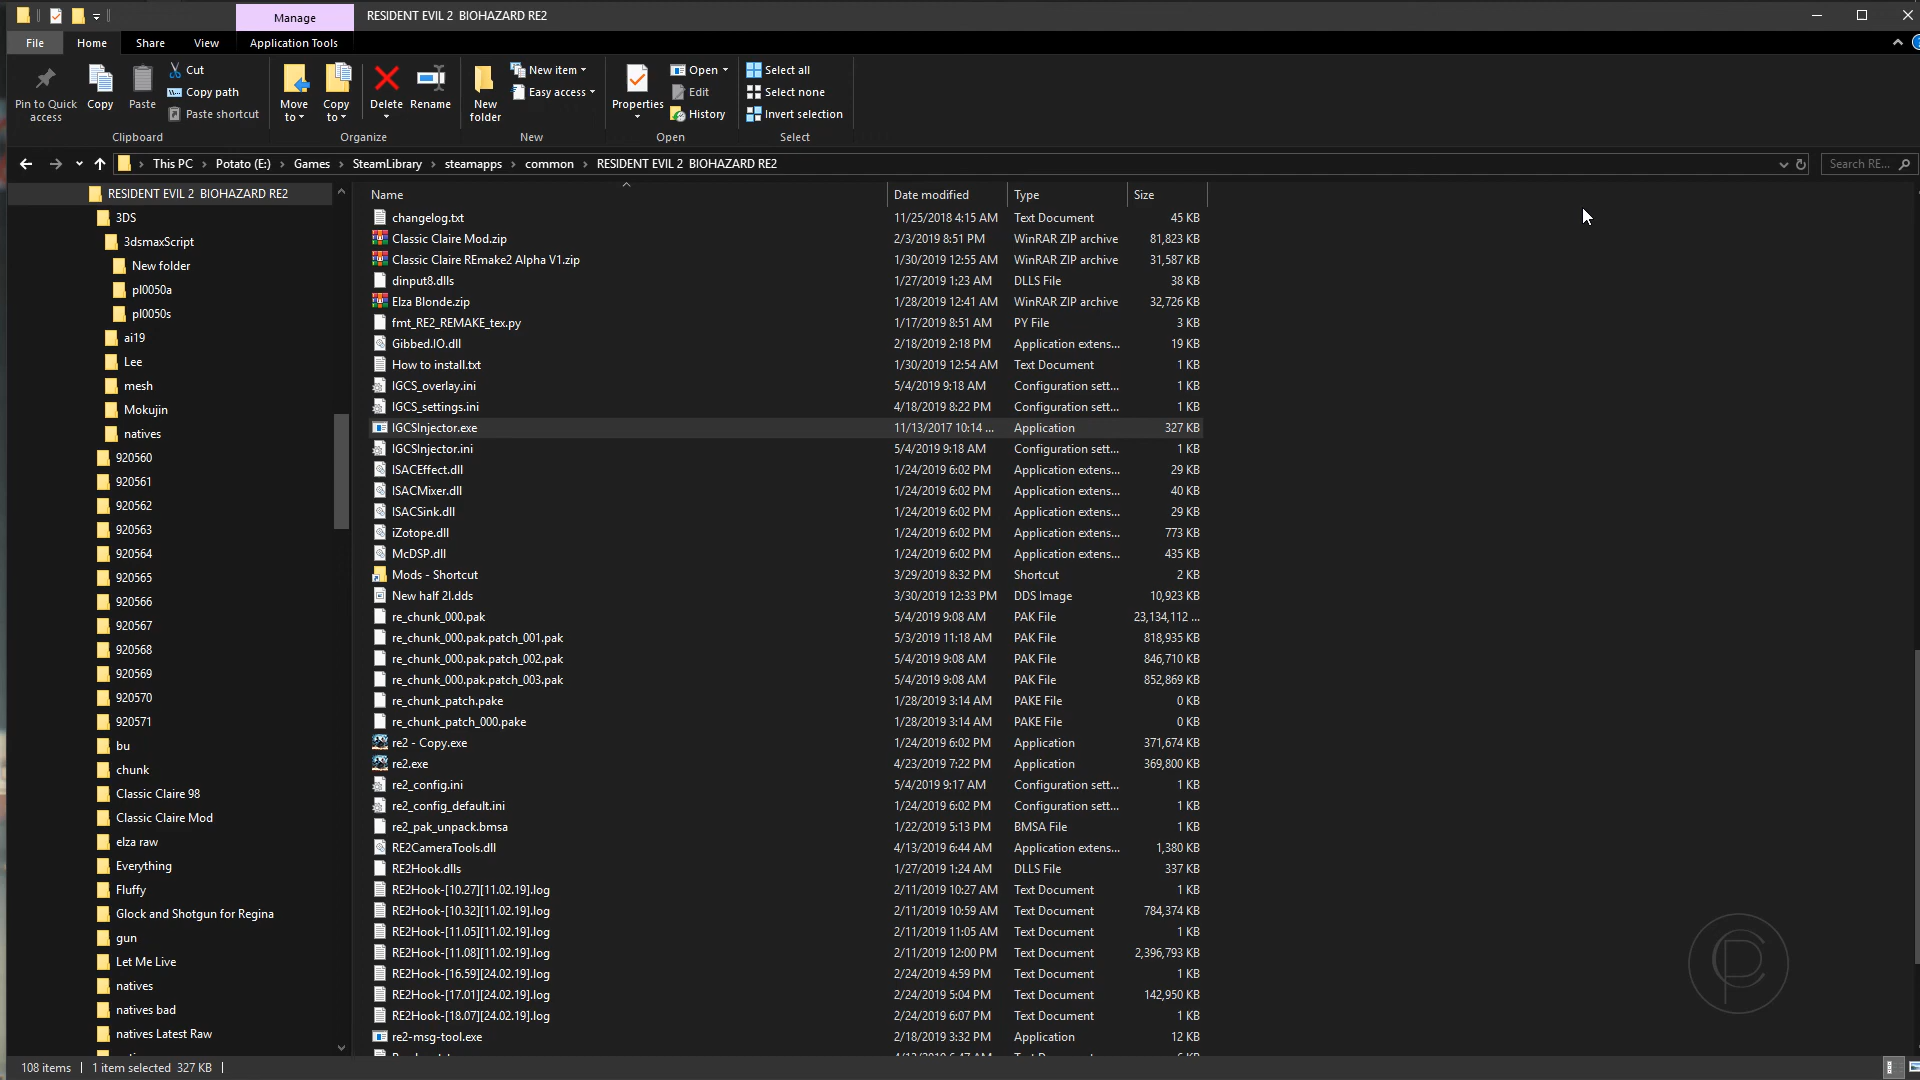 Manage
RESIDENT EVIL 2  BIOHAZARD RE2
File
Home
Share
View
Application Tools
Pin to Quick access
Copy
Paste
Cut
Copy path
Paste shortcut
Clipboard
Move to
Copy to
Delete
Rename
Organize
New folder
New item
Easy access
New
Properties
Open
Edit
History
Open
Select all
Select none
Invert selection
Select
This PC > Potato (E:) > Games > SteamLibrary > steamapps > common > RESIDENT EVIL 2  BIOHAZARD RE2
Search RE...
RESIDENT EVIL 2  BIOHAZARD RE2
3DS
3dsmaxScript
New folder
pl0050a
pl0050s
ai19
Lee
mesh
Mokujin
natives
920560
920561
920562
920563
920564
920565
920566
920567
920568
920569
920570
920571
bu
chunk
Classic Claire 98
Classic Claire Mod
elza raw
Everything
Fluffy
Glock and Shotgun for Regina
gun
Let Me Live
natives
natives bad
natives Latest Raw
Name Date modified Type Size
changelog.txt 11/25/2018 4:15 AM Text Document 45 KB
Classic Claire Mod.zip 2/3/2019 8:51 PM WinRAR ZIP archive 81,823 KB
Classic Claire REmake2 Alpha V1.zip 1/30/2019 12:55 AM WinRAR ZIP archive 31,587 KB
dinput8.dlls 1/27/2019 1:23 AM DLLS File 38 KB
Elza Blonde.zip 1/28/2019 12:41 AM WinRAR ZIP archive 32,726 KB
fmt_RE2_REMAKE_tex.py 1/17/2019 8:51 AM PY File 3 KB
Gibbed.IO.dll 2/18/2019 2:18 PM Application extens... 19 KB
How to install.txt 1/30/2019 12:54 AM Text Document 1 KB
IGCS_overlay.ini 5/4/2019 9:18 AM Configuration sett... 1 KB
IGCS_settings.ini 4/18/2019 8:22 PM Configuration sett... 1 KB
IGCSInjector.exe 11/13/2017 10:14 ... Application 327 KB
IGCSInjector.ini 5/4/2019 9:18 AM Configuration sett... 1 KB
ISACEffect.dll 1/24/2019 6:02 PM Application extens... 29 KB
ISACMixer.dll 1/24/2019 6:02 PM Application extens... 40 KB
ISACSink.dll 1/24/2019 6:02 PM Application extens... 29 KB
iZotope.dll 1/24/2019 6:02 PM Application extens... 773 KB
McDSP.dll 1/24/2019 6:02 PM Application extens... 435 KB
Mods - Shortcut 3/29/2019 8:32 PM Shortcut 2 KB
New half 2l.dds 3/30/2019 12:33 PM DDS Image 10,923 KB
re_chunk_000.pak 5/4/2019 9:08 AM PAK File 23,134,112 ...
re_chunk_000.pak.patch_001.pak 5/3/2019 11:18 AM PAK File 818,935 KB
re_chunk_000.pak.patch_002.pak 5/4/2019 9:08 AM PAK File 846,710 KB
re_chunk_000.pak.patch_003.pak 5/4/2019 9:08 AM PAK File 852,869 KB
re_chunk_patch.pake 1/28/2019 3:14 AM PAKE File 0 KB
re_chunk_patch_000.pake 1/28/2019 3:14 AM PAKE File 0 KB
re2 - Copy.exe 1/24/2019 6:02 PM Application 371,674 KB
re2.exe 4/23/2019 7:22 PM Application 369,800 KB
re2_config.ini 5/4/2019 9:17 AM Configuration sett... 1 KB
re2_config_default.ini 1/24/2019 6:02 PM Configuration sett... 1 KB
re2_pak_unpack.bmsa 1/22/2019 5:13 PM BMSA File 1 KB
RE2CameraTools.dll 4/13/2019 6:44 AM Application extens... 1,380 KB
RE2Hook.dlls 1/27/2019 1:24 AM DLLS File 337 KB
RE2Hook-[10.27][11.02.19].log 2/11/2019 10:27 AM Text Document 1 KB
RE2Hook-[10.32][11.02.19].log 2/11/2019 10:59 AM Text Document 784,374 KB
RE2Hook-[11.05][11.02.19].log 2/11/2019 11:05 AM Text Document 1 KB
RE2Hook-[11.08][11.02.19].log 2/11/2019 12:00 PM Text Document 2,396,793 KB
RE2Hook-[16.59][24.02.19].log 2/24/2019 4:59 PM Text Document 1 KB
RE2Hook-[17.01][24.02.19].log 2/24/2019 5:04 PM Text Document 142,950 KB
RE2Hook-[18.07][24.02.19].log 2/24/2019 6:07 PM Text Document 1 KB
re2-msg-tool.exe 2/18/2019 3:32 PM Application 12 KB
108 items
1 item selected  327 KB